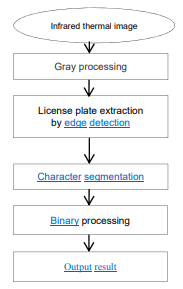 Infrared thermal image
Gray processing
License plate extraction
by edge detection
Character segmentation
Binary processing
Output result